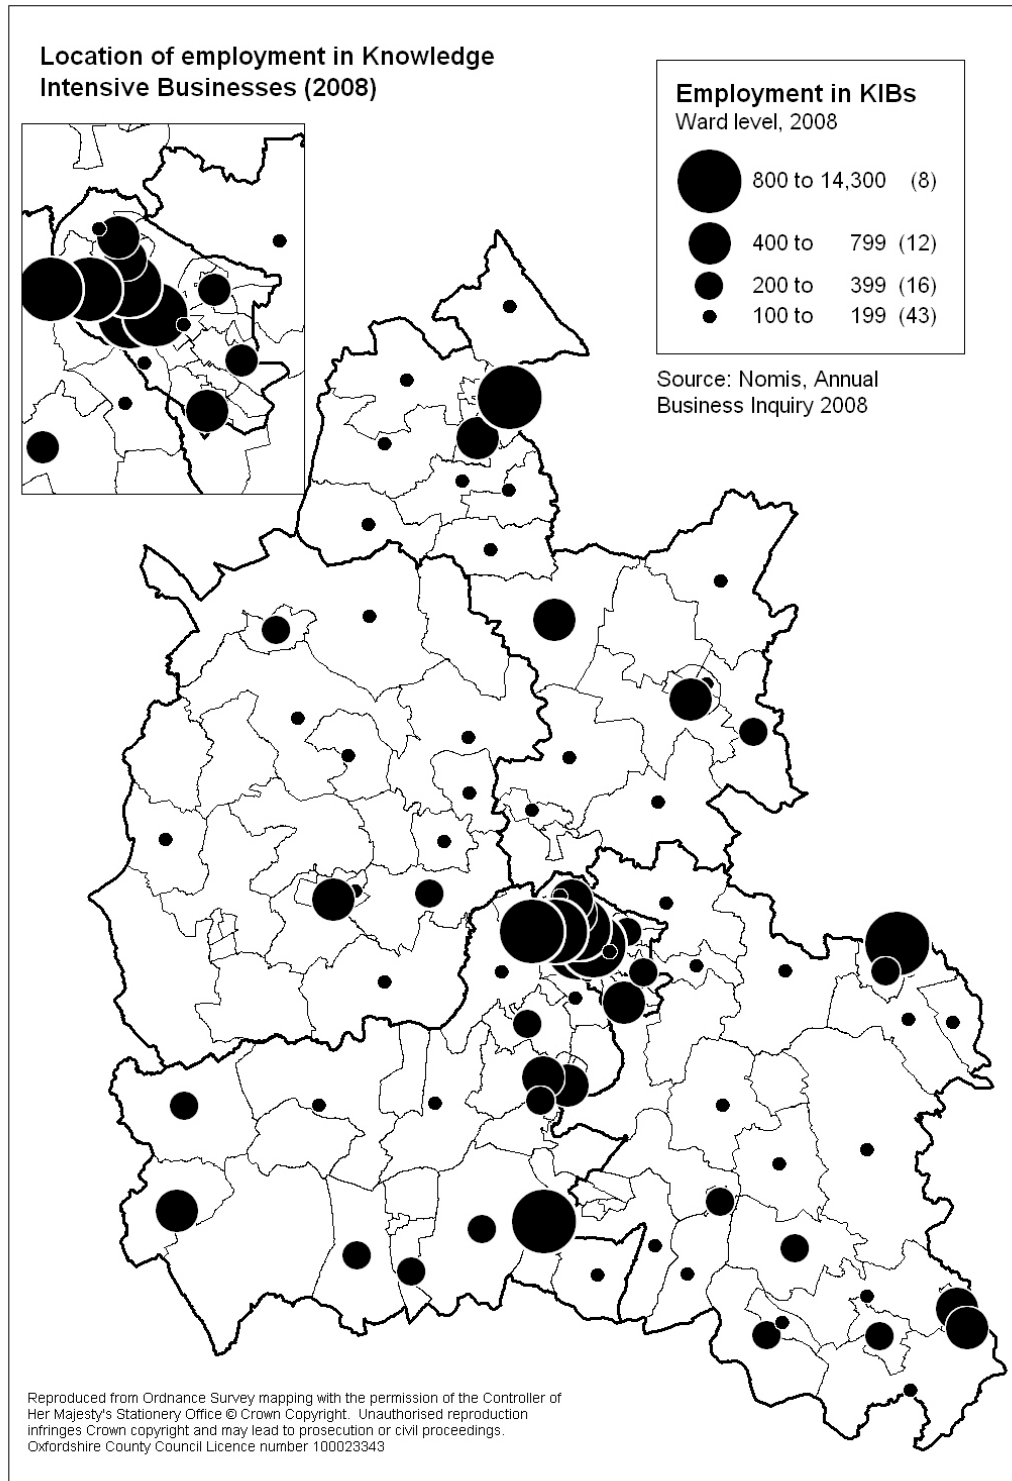 Location of employment in Knowledge
Intensive Businesses (2008)
Employment in KIBs
Ward level, 2008
800 to 14,300 (8)
400 to 799 (12)
200 to 399 (16)
100 to 199 (43)
Source: Nomis, Annual
Business Inquiry 2008
Reproduced from Ordnance Survey mapping with the permission of the Controller of
Her Majesty's Stationery Office © Crown Copyright. Unauthorised reproduction
infringes Crown copyright and may lead to prosecution or civil proceedings.
Oxfordshire County Council Licence number 100023343